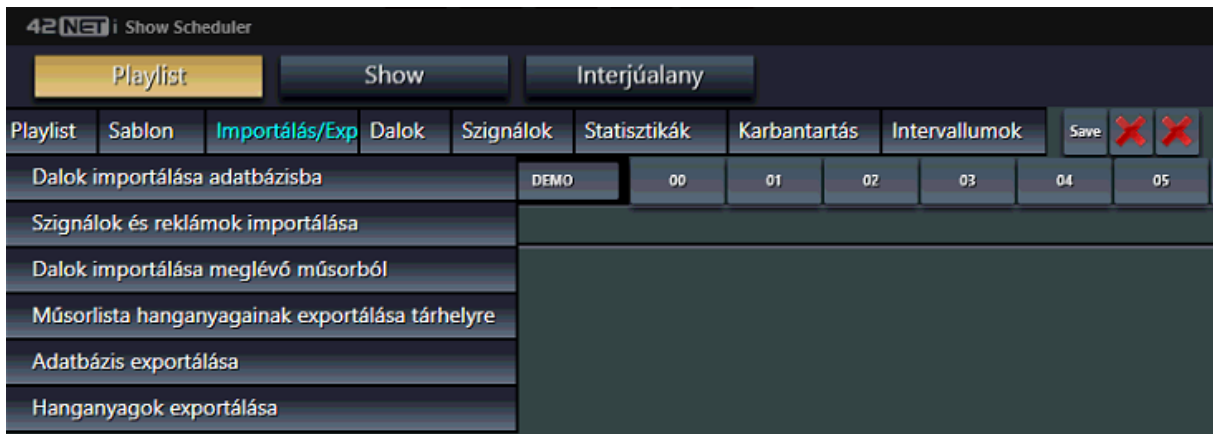 42 NET i Show Scheduler
Playlist Show Interjúalany
Playlist Sablon Importálás/Exp Dalok Szignálok Statisztikák Karbantartás Intervallumok Save
Dalok importálása adatbázisba DEMO 00 01 02 03 04 05
Szignálok és reklámok importálása
Dalok importálása meglévő műsorból
Műsorlista hanganyagainak exportálása tárhelyre
Adatbázis exportálása
Hanganyagok exportálása